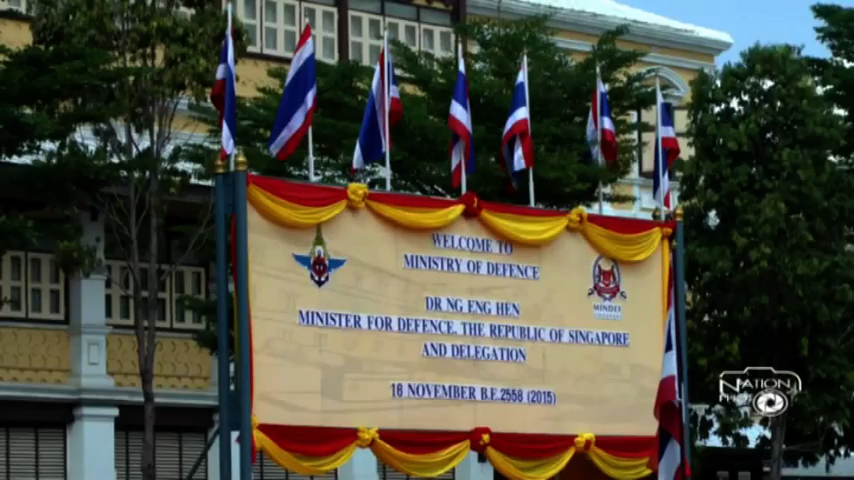 WELCOME TO
MINISTRY OF DEFENCE
DR.NG ENG HEN
MINISTER FOR DEFENCE, THE REPUBLIC OF SINGAPORE
AND DELEGATION
16 NOVEMBER B.E.2558 (2015)
MINDEF
NATION
PHOTO